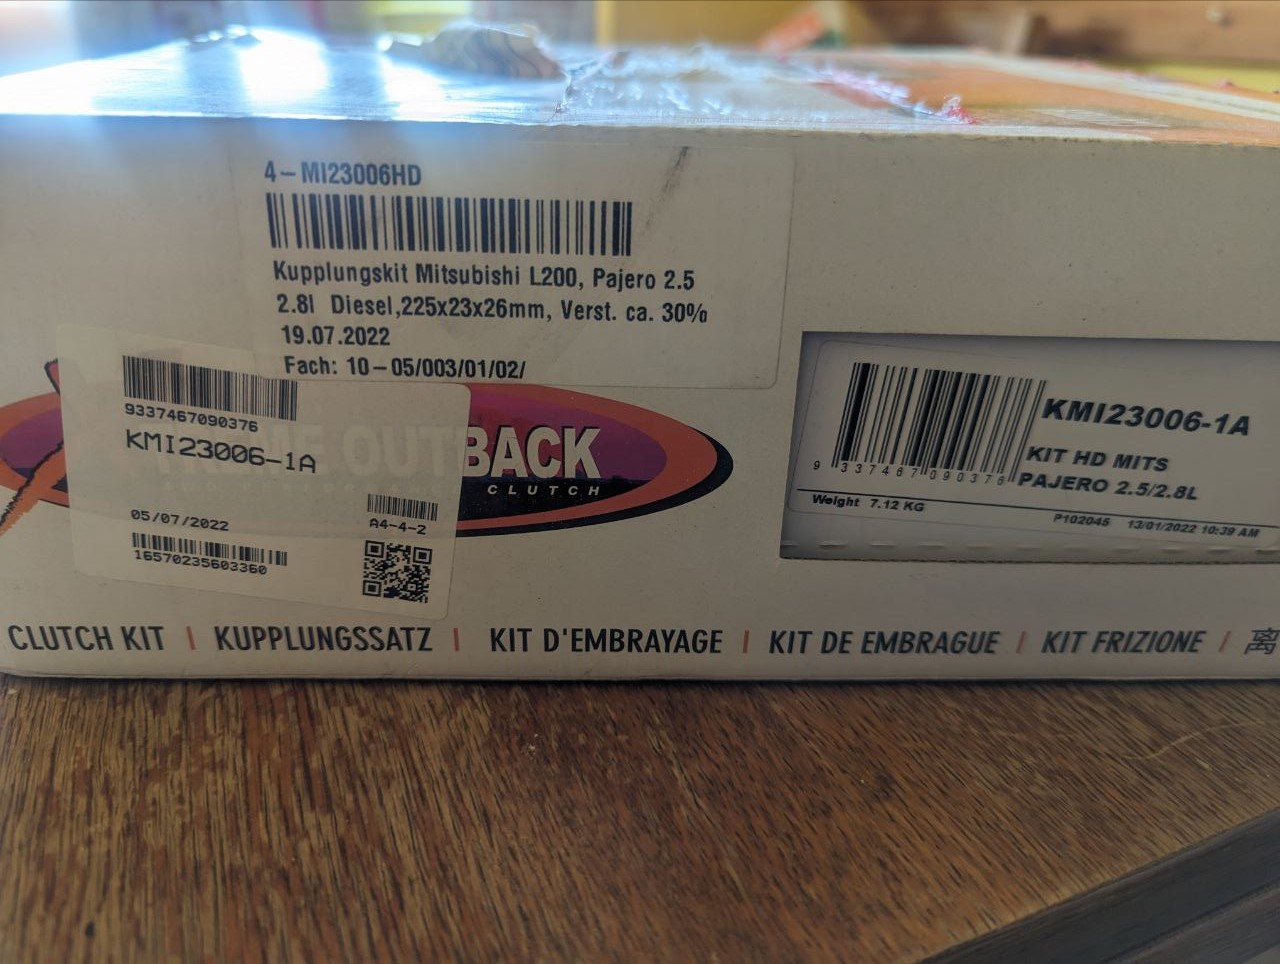 4-MI23006HD
Kupplungskit Mitsubishi L200, Pajero 2.5
2.8l Diesel,225x23x26mm, Verst. ca. 30%
19.07.2022
Fach: 10-05/003/01/02/
9337467090376
KMI23006-1A
05/07/2022
A4-4-2
16570235603360
OUTBACK
CLUTCH
KMI23006-1A
KIT HD MITS
PAJERO 2.5/2.8L
9 337467 090376
Weight 7.12 KG
P102045 13/01/2022 10:39 AM
CLUTCH KIT | KUPPLUNGSSATZ | KIT D'EMBRAYAGE | KIT DE EMBRAGUE | KIT FRIZIONE / 离